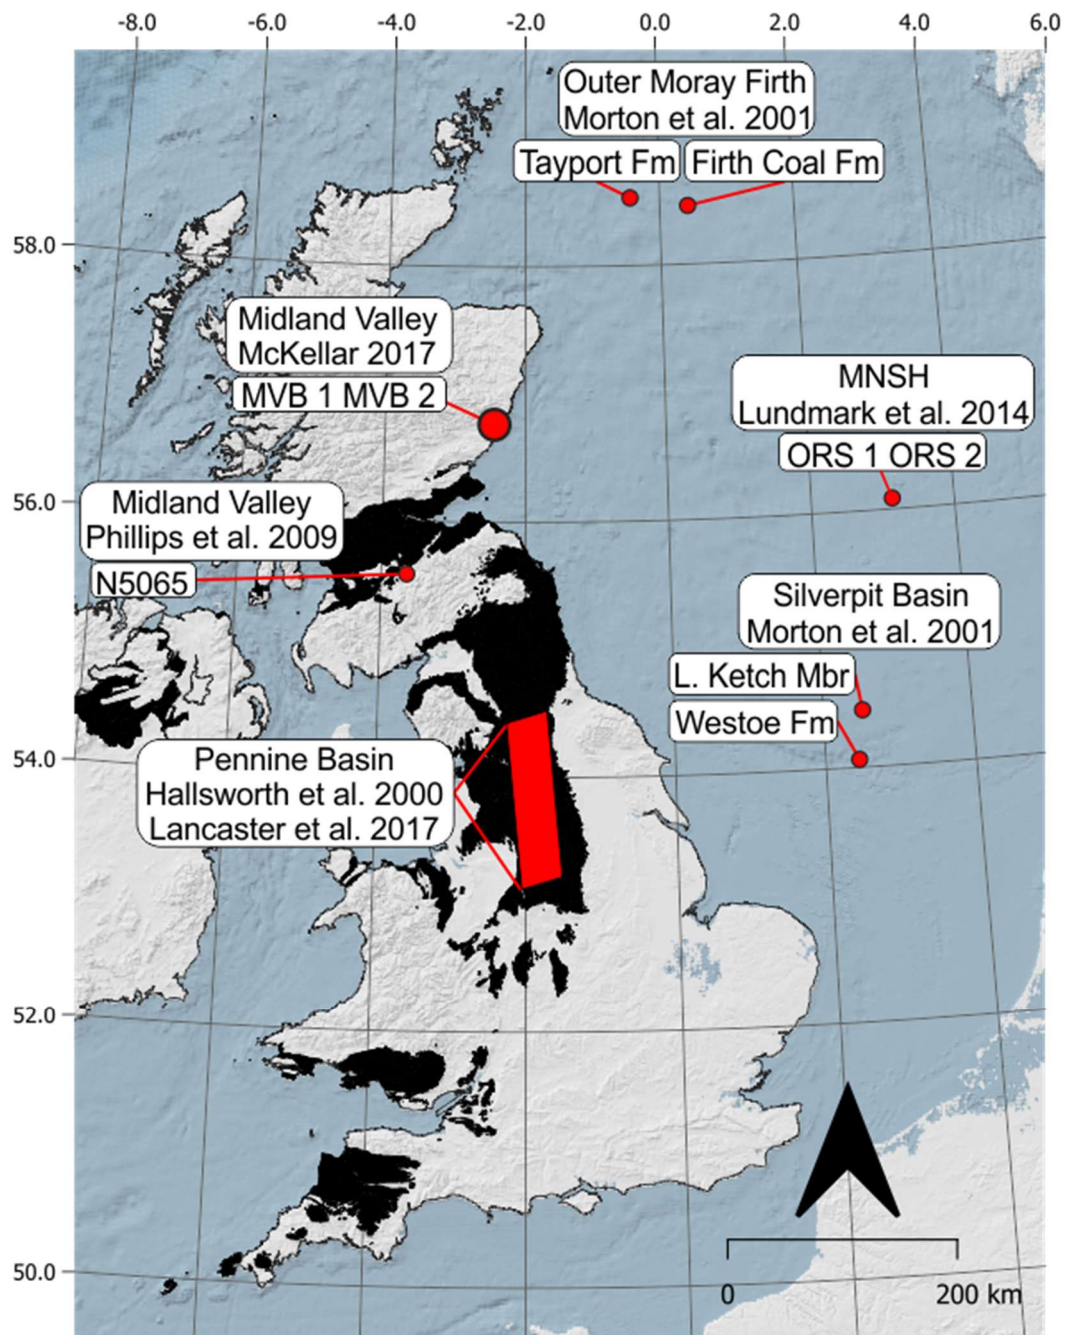 -8.0 -6.0 -4.0 -2.0 0.0 2.0 4.0 6.0
Outer Moray Firth
Morton et al. 2001
Tayport Fm
Firth Coal Fm
58.0
Midland Valley
McKellar 2017
MVB 1 MVB 2
MNSH
Lundmark et al. 2014
ORS 1 ORS 2
56.0
Midland Valley
Phillips et al. 2009
N5065
Silverpit Basin
Morton et al. 2001
L. Ketch Mbr
Westoe Fm
54.0
Pennine Basin
Hallsworth et al. 2000
Lancaster et al. 2017
52.0
50.0
0 200 km